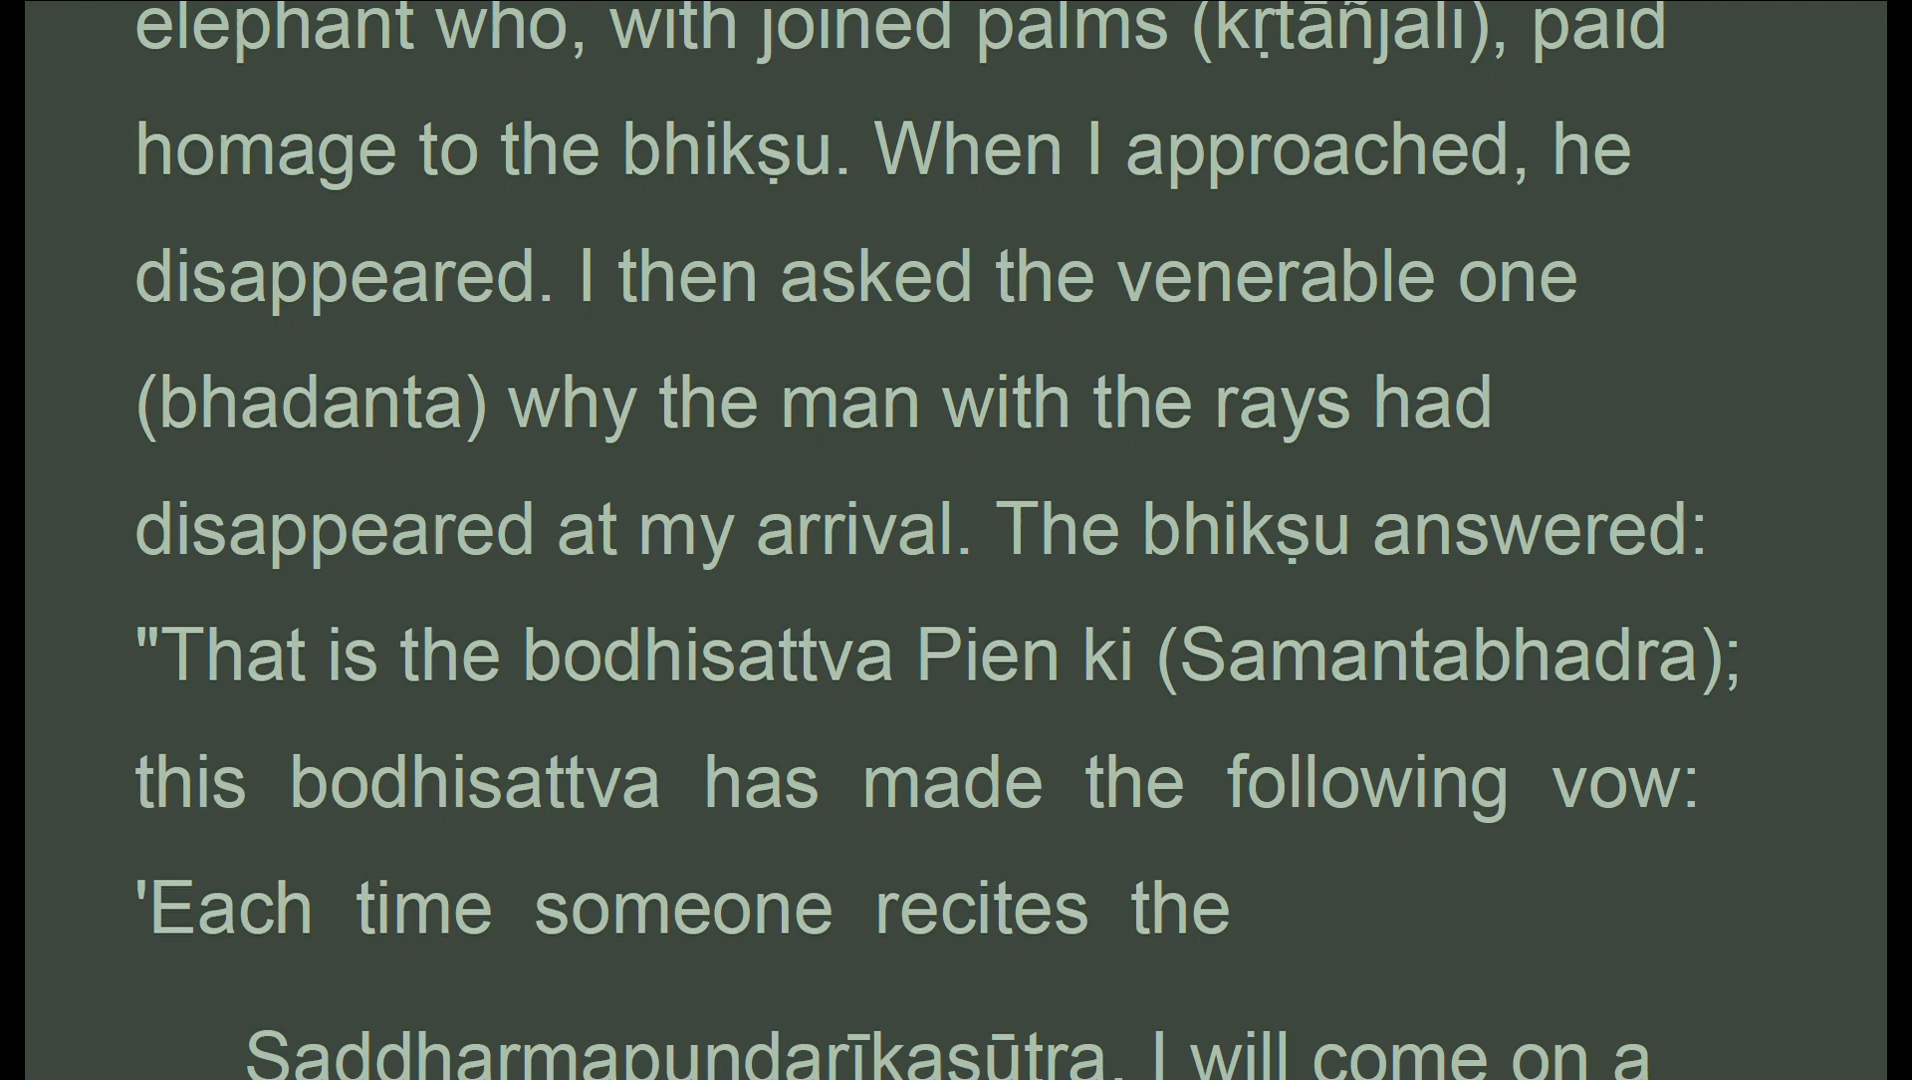 elephant who, with joined palms (kṛtāñjali), paid
homage to the bhikṣu. When I approached, he
disappeared. I then asked the venerable one
(bhadanta) why the man with the rays had
disappeared at my arrival. The bhikṣu answered:
"That is the bodhisattva Pien ki (Samantabhadra);
this bodhisattva has made the following vow:
'Each time someone recites the
Saddharmapuṇḍarīkasūtra, I will come on a